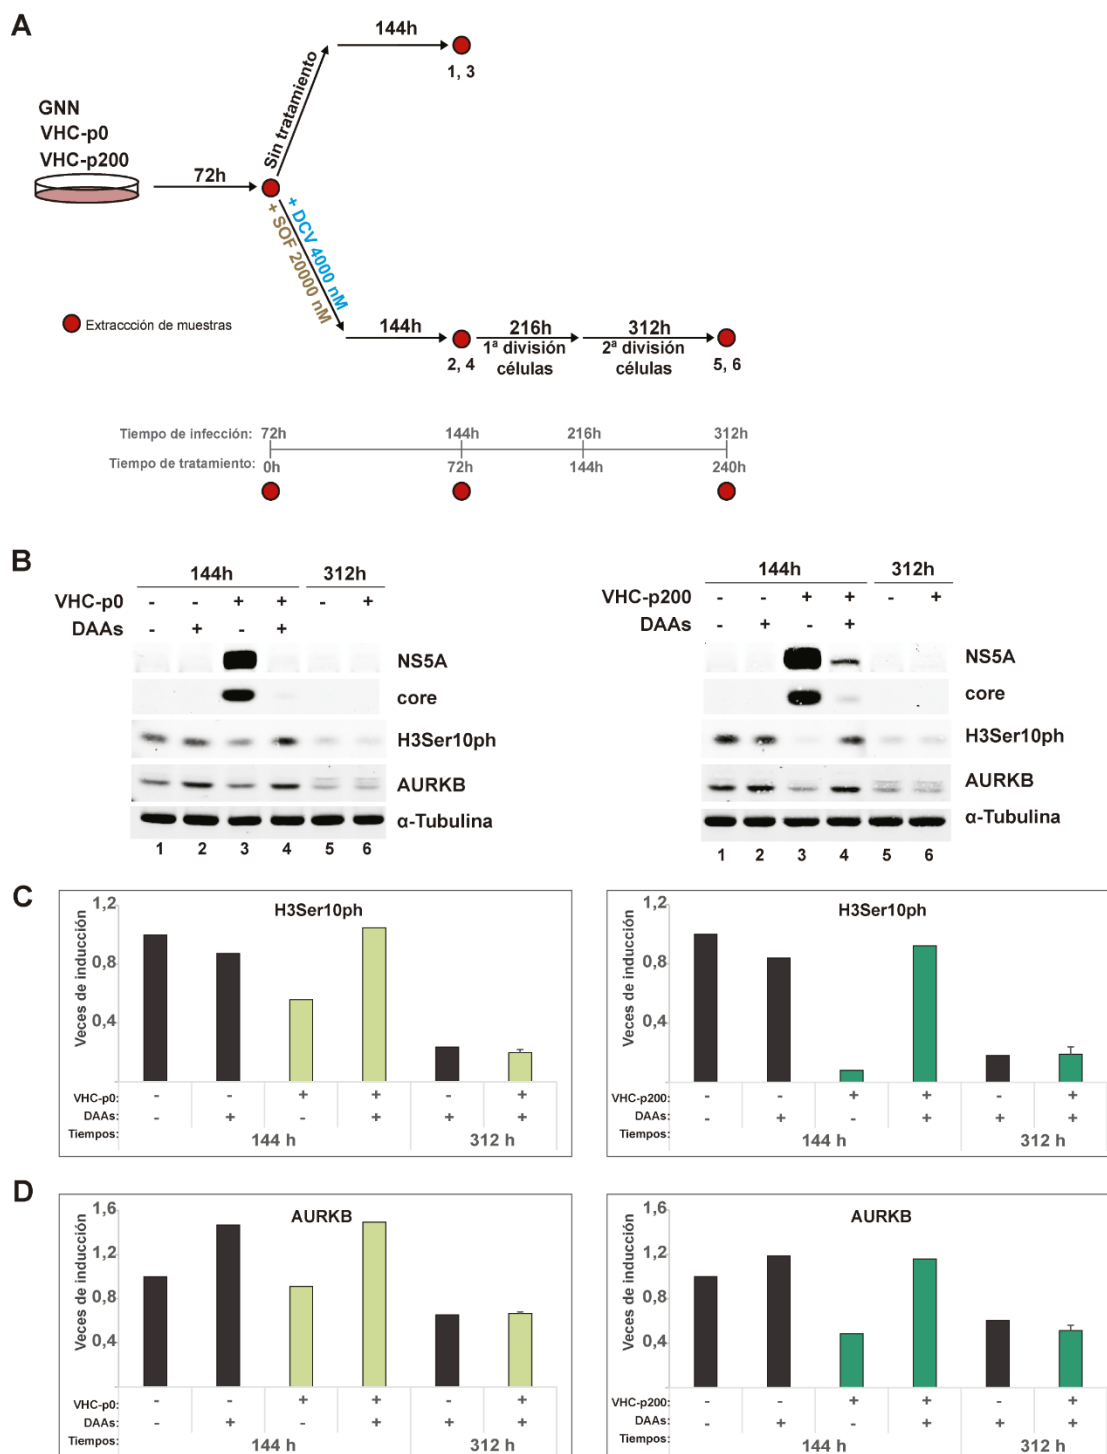 A
144h
1, 3
Sin tratamiento
GNN
VHC-p0
VHC-p200
72h
+ DCV 4000 nM
+ SOF 20000 nM
Extraccción de muestras
144h
216h
312h
2, 4
1ª división
células
2ª división
células
5, 6
Tiempo de infección: 72h 144h 216h 312h
Tiempo de tratamiento: 0h 72h 144h 240h
B
144h 312h
VHC-p0 - - + + - +
DAAs - + - +
NS5A
core
H3Ser10ph
AURKB
α-Tubulina
1 2 3 4 5 6
144h 312h
VHC-p200 - - + + - +
DAAs - + - +
NS5A
core
H3Ser10ph
AURKB
α-Tubulina
1 2 3 4 5 6
C
H3Ser10ph
Veces de inducción
1,2
0,8
0,4
VHC-p0: - - + + - +
DAAs: - + - + + +
Tiempos: 144 h 312 h
H3Ser10ph
Veces de inducción
1,2
0,8
0,4
VHC-p200: - - + + - +
DAAs: - + - + + +
Tiempos: 144 h 312 h
D
AURKB
Veces de inducción
1,6
1,2
0,8
0,4
VHC-p0: - - + + - +
DAAs: - + - + + +
Tiempos: 144 h 312 h
AURKB
Veces de inducción
1,6
1,2
0,8
0,4
VHC-p200: - - + + - +
DAAs: - + - + + +
Tiempos: 144 h 312 h